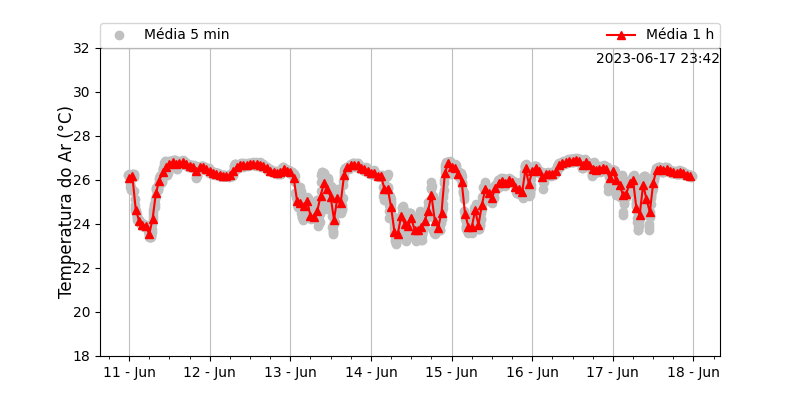 Média 5 min
Média 1 h
2023-06-17 23:42
Temperatura do Ar (°C)
32
30
28
26
24
22
20
18
11 - Jun
12 - Jun
13 - Jun
14 - Jun
15 - Jun
16 - Jun
17 - Jun
18 - Jun